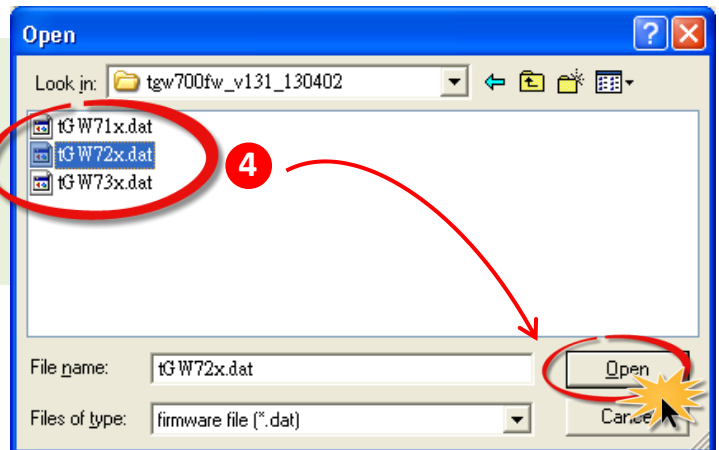 Open
Look in: tgw700fw_v131_130402
tGW71x.dat
tGW72x.dat
tGW73x.dat
4
File name: tGW72x.dat Open
Files of type: firmware file (*.dat) Cancel